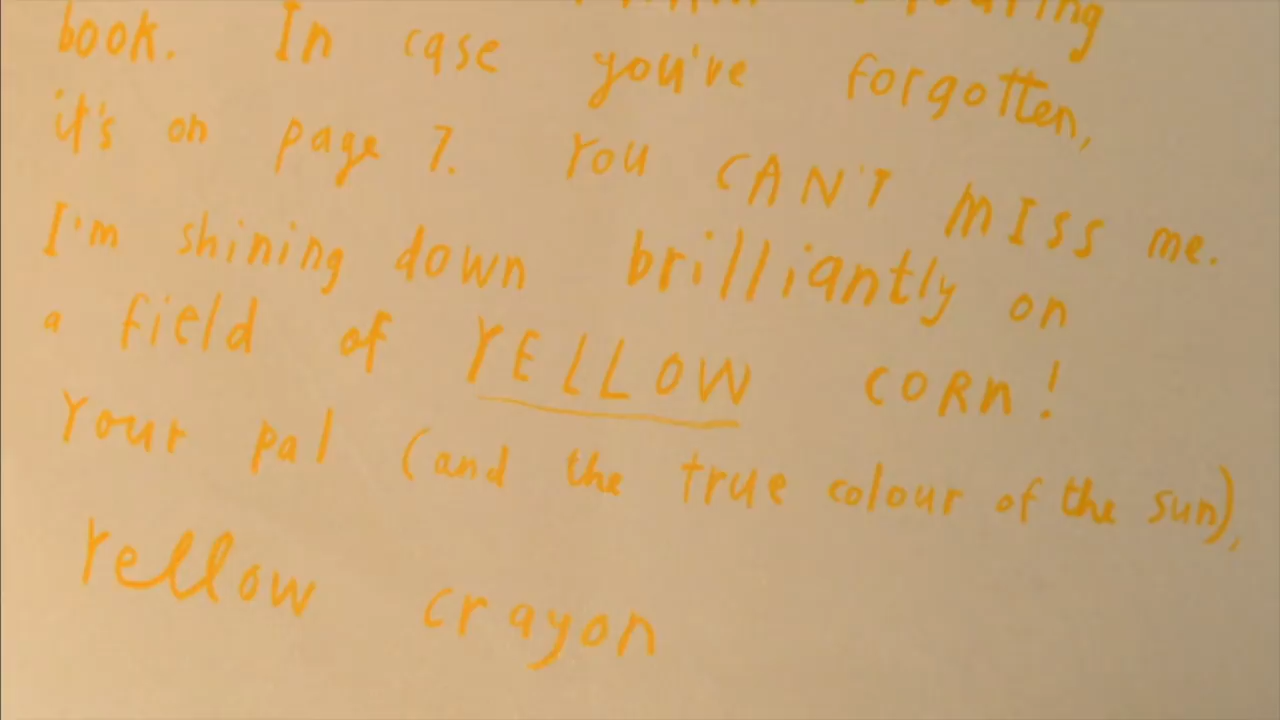 book. In case you've forgotten,
it's on page 7. You CAN'T MISS me.
I'm shining down brilliantly on
a field of YELLOW CORN!
Your pal (and the true colour of the sun),
Yellow crayon